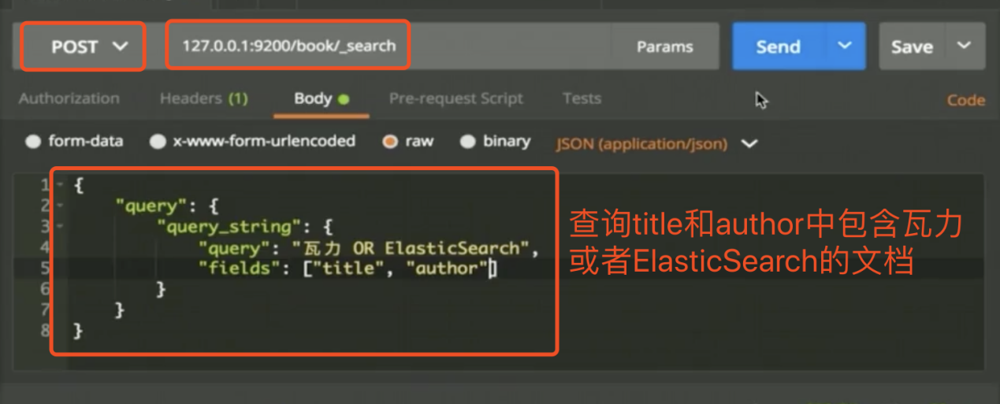 POST 127.0.0.1:9200/book/_search Params Send Save
Authorization Headers (1) Body Pre-request Script Tests Code
form-data x-www-form-urlencoded raw binary JSON (application/json)
1 {
2 "query": {
3 "query_string": {
4 "query": "瓦力 OR ElasticSearch",
5 "fields": ["title", "author"]
6 }
7 }
8 }
查询title和author中包含瓦力
或者ElasticSearch的文档